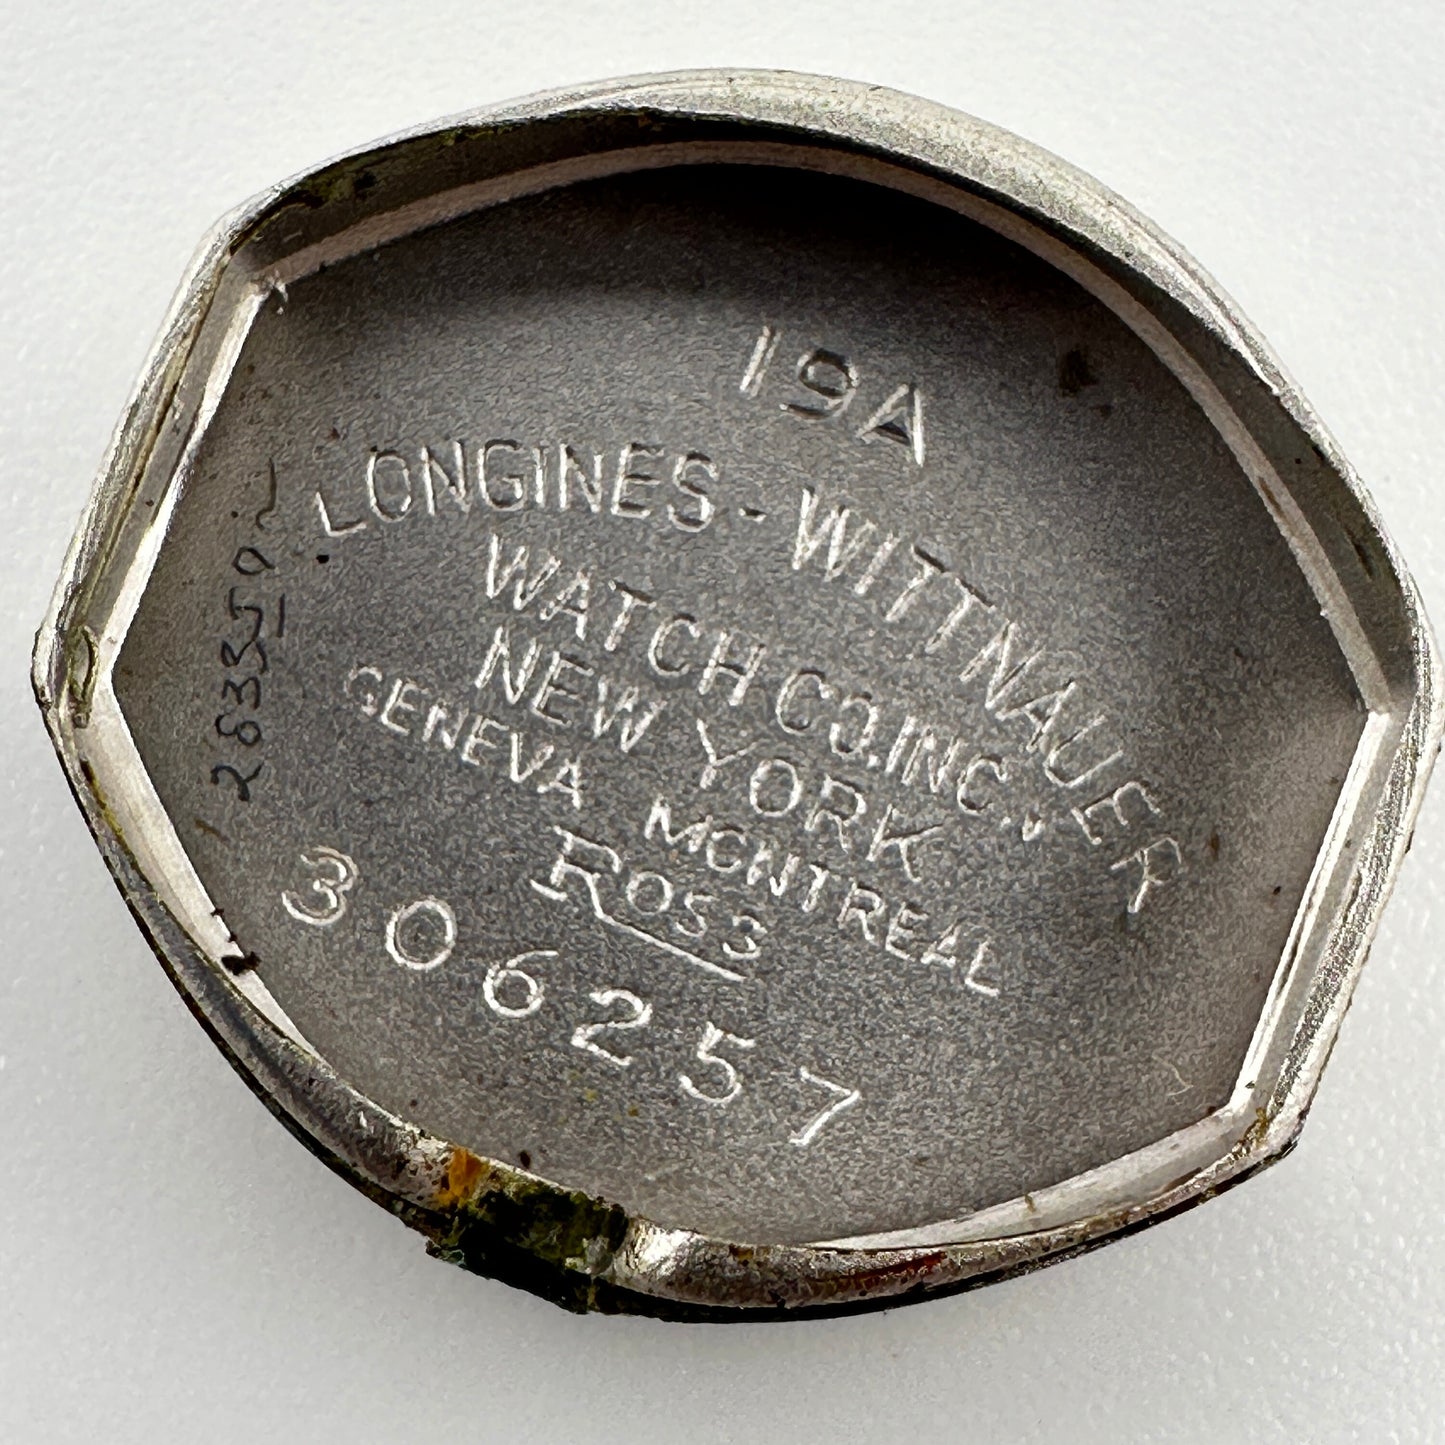 19A
LONGINES-WITTNAUER
WATCH CO.INC.
NEW YORK
GENEVA MONTREAL
ROSS
306257